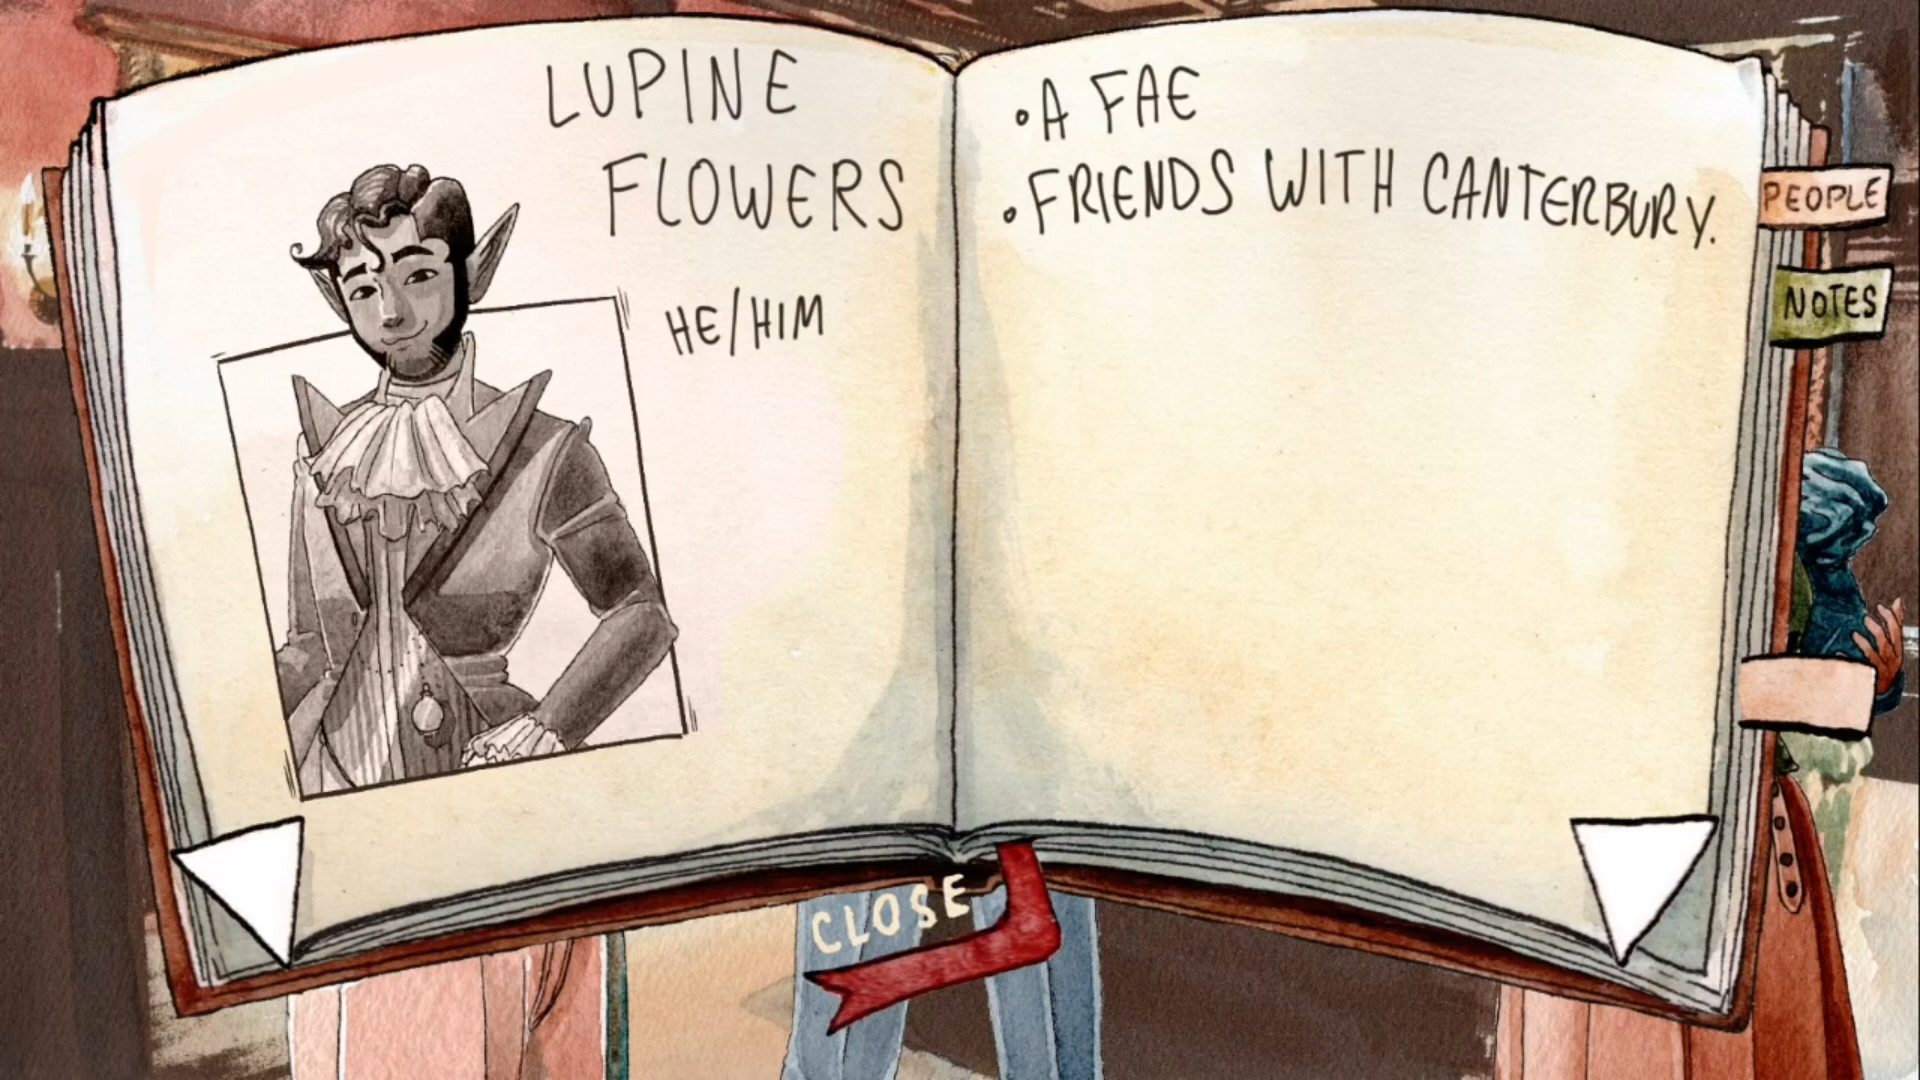 LUPINE
FLOWERS
HE/HIM
•A FAE
•FRIENDS WITH CANTERBURY.
PEOPLE
NOTES
CLOSE